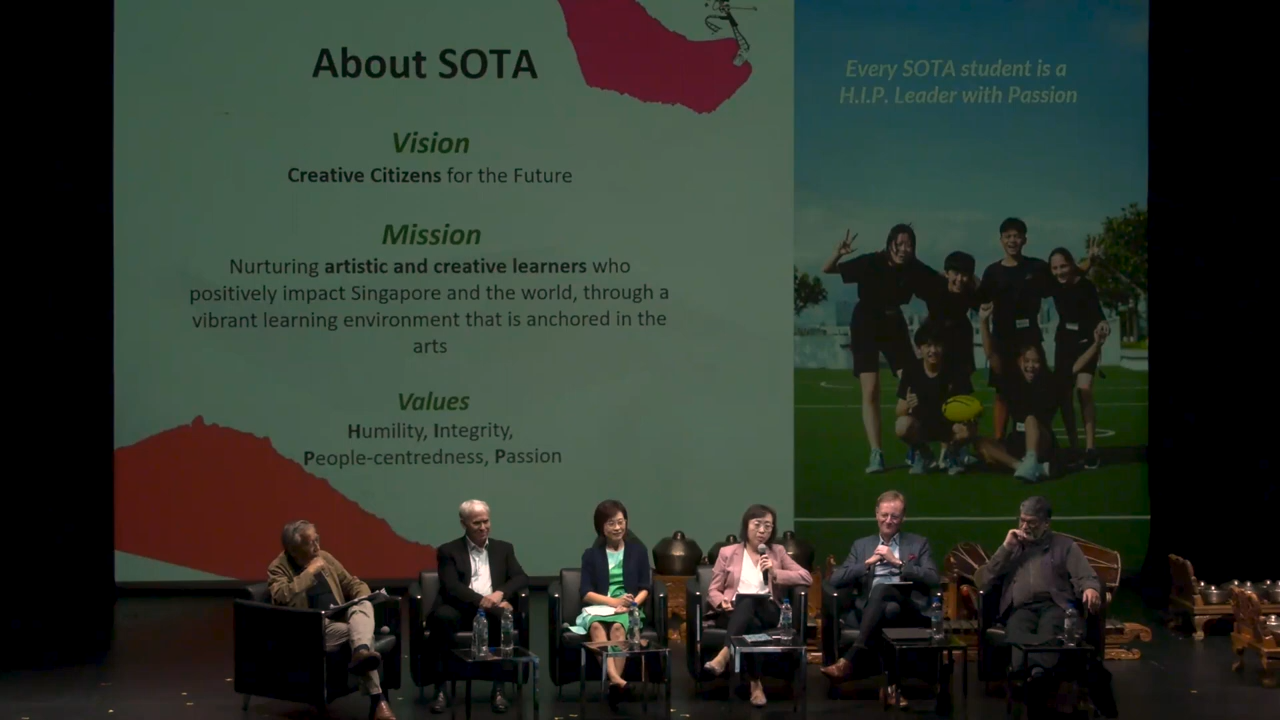 About SOTA
Vision
Creative Citizens for the Future
Mission
Nurturing artistic and creative learners who
positively impact Singapore and the world, through a
vibrant learning environment that is anchored in the
arts
Values
Humility, Integrity,
People-centredness, Passion
Every SOTA student is a
H.I.P. Leader with Passion